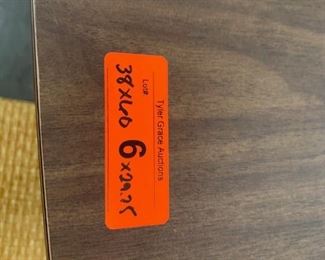 Tyler Grace Auctions
Lot#
6
38x60 x29.75